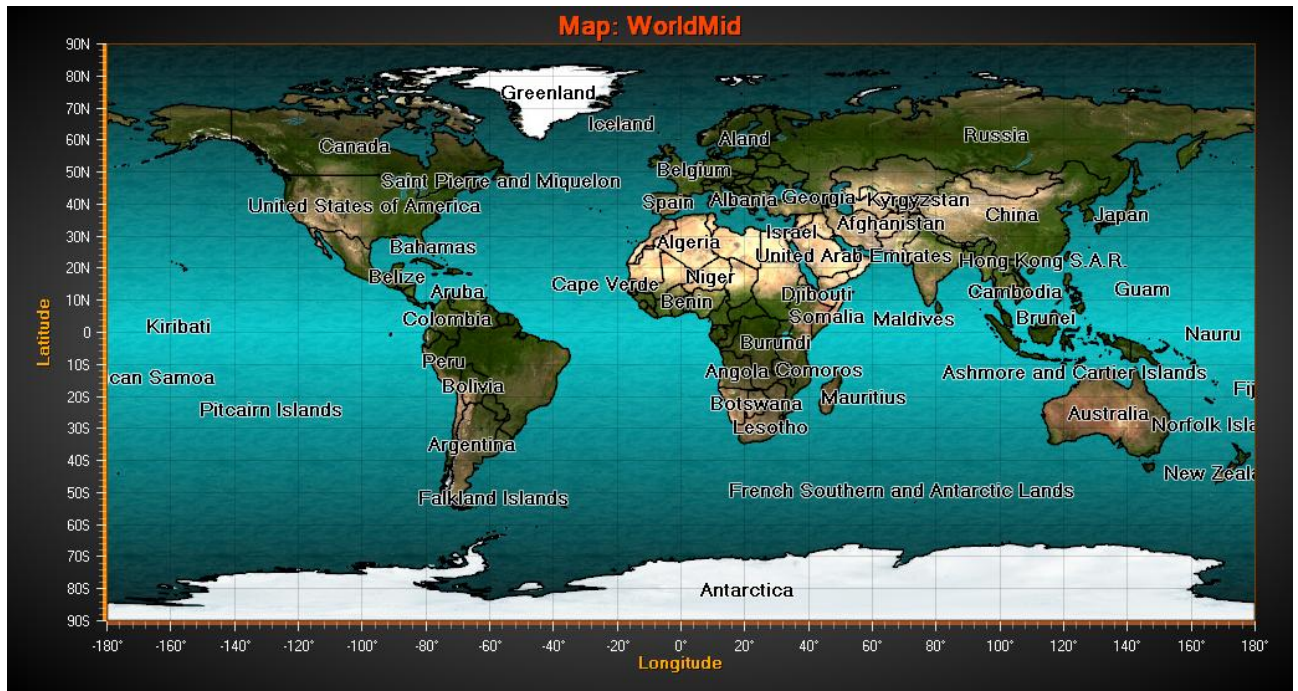 Map: WorldMid
90N
80N
70N
60N
50N
40N
30N
20N
10N
0
10S
20S
30S
40S
50S
60S
70S
80S
90S
Latitude
Greenland
Iceland
Canada
Aland
Russia
Belgium
Saint Pierre and Miquelon
United States of America
Spain
Albania
Georgia
Kyrgyzstan
China
Japan
Afghanistan
Israel
Algeria
Bahamas
United Arab Emirates
Hong Kong S.A.R.
Belize
Cape Verde
Niger
Aruba
Benin
Djibouti
Cambodia
Guam
Colombia
Somalia
Maldives
Brunei
Kiribati
Nauru
Burundi
Peru
can Samoa
Bolivia
Angola
Comoros
Ashmore and Cartier Islands
Fij
Pitcairn Islands
Botswana
Mauritius
Australia
Lesotho
Norfolk Isla
Argentina
New Zeala
Falkland Islands
French Southern and Antarctic Lands
Antarctica
-180° -160° -140° -120° -100° -80° -60° -40° -20° 0° 20° 40° 60° 80° 100° 120° 140° 160° 180°
Longitude